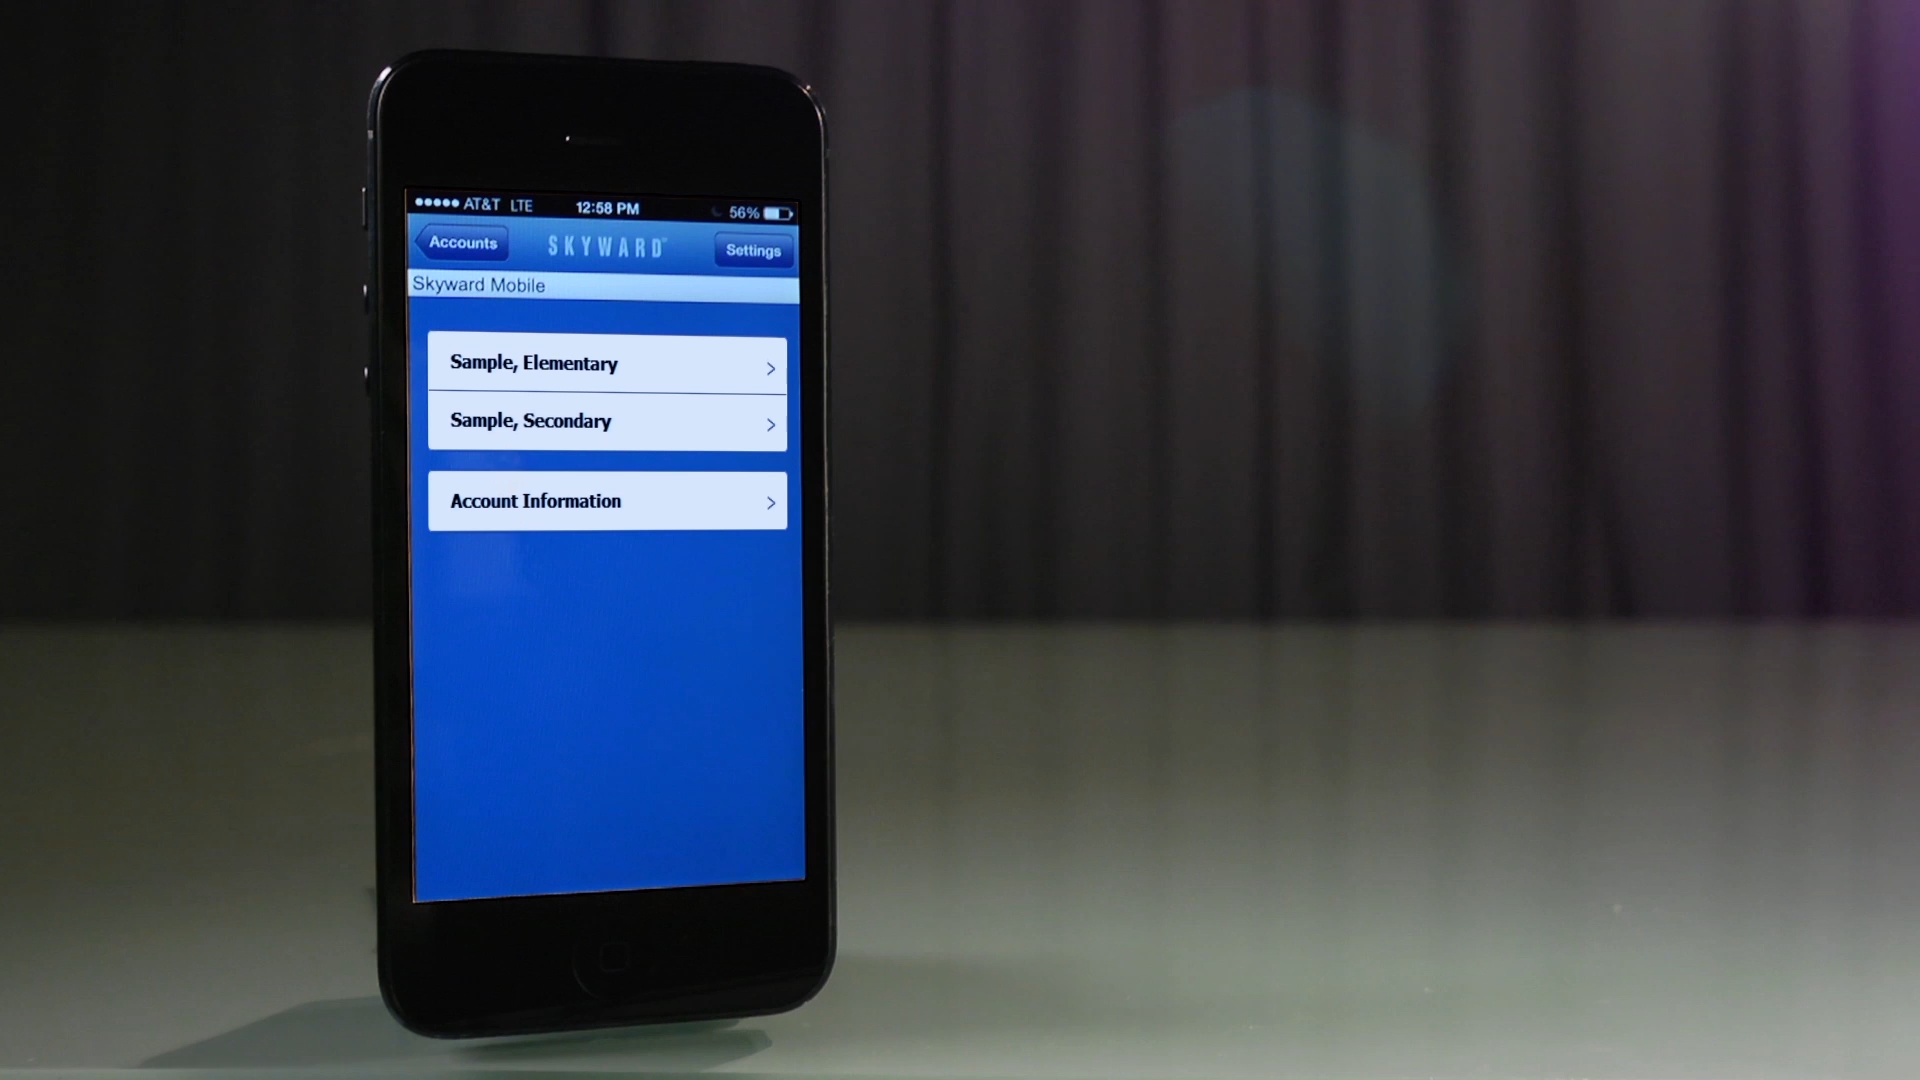 AT&T LTE 12:58 PM 56%
Accounts SKYWARD Settings
Skyward Mobile
Sample, Elementary
Sample, Secondary
Account Information